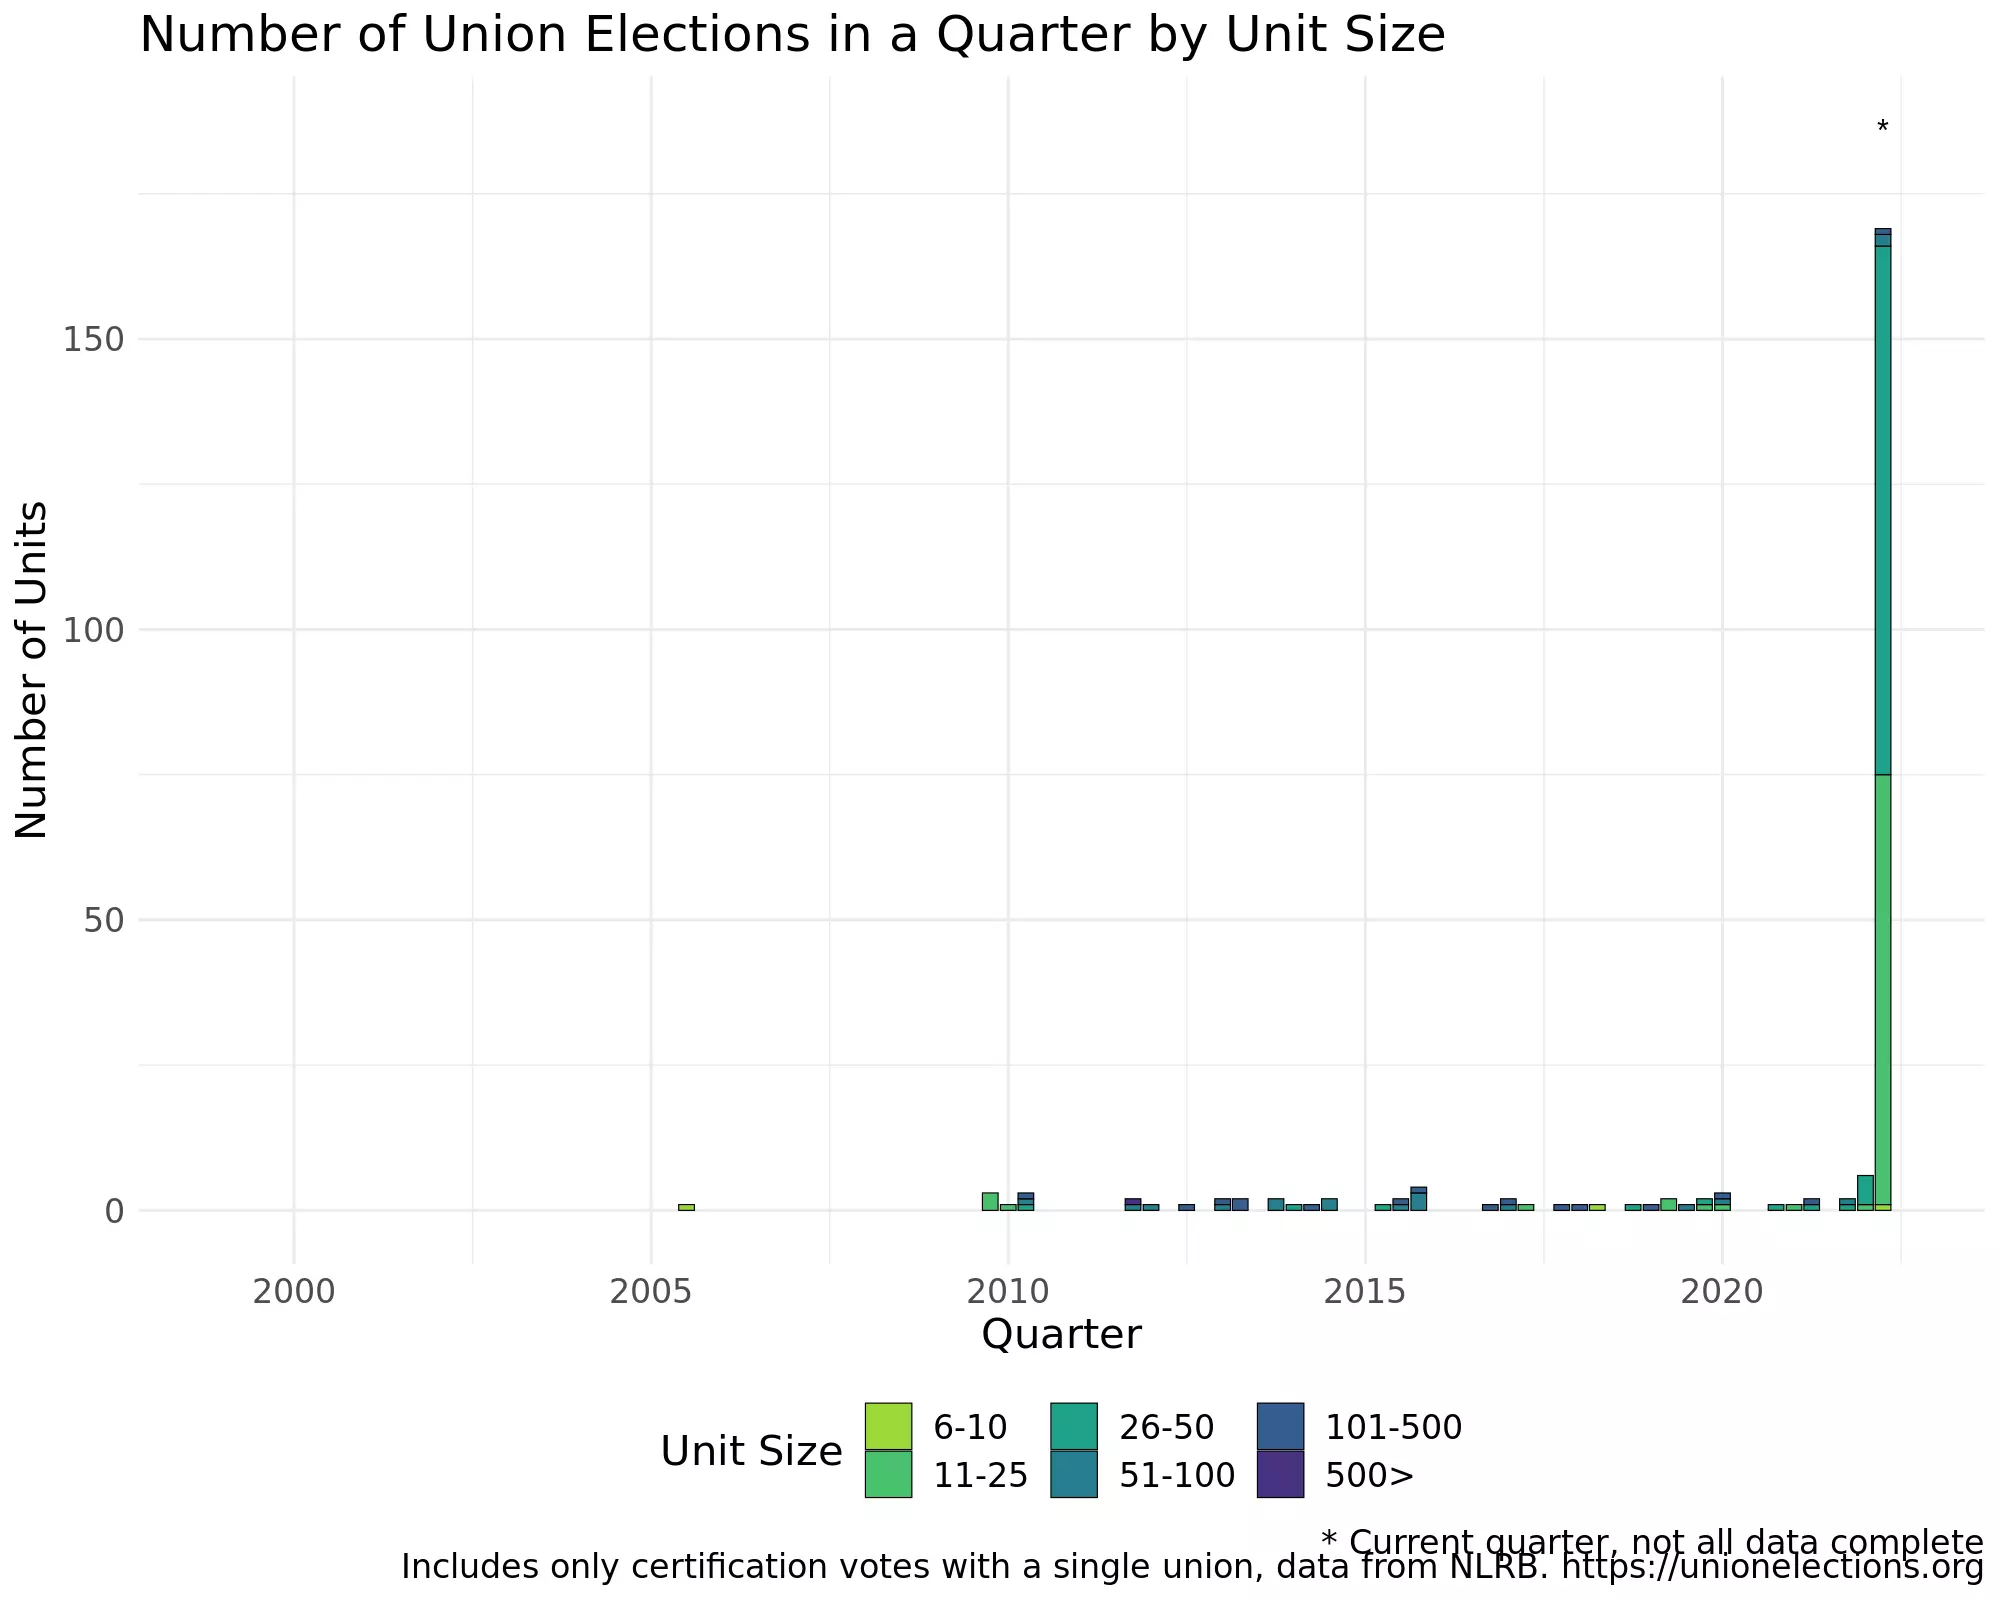 Number of Union Elections in a Quarter by Unit Size
*
150
100
50
0
Number of Units
2000 2005 2010 2015 2020
Quarter
Unit Size
6-10 26-50 101-500
11-25 51-100 500>
* Current quarter, not all data complete
Includes only certification votes with a single union, data from NLRB. https://unionelections.org